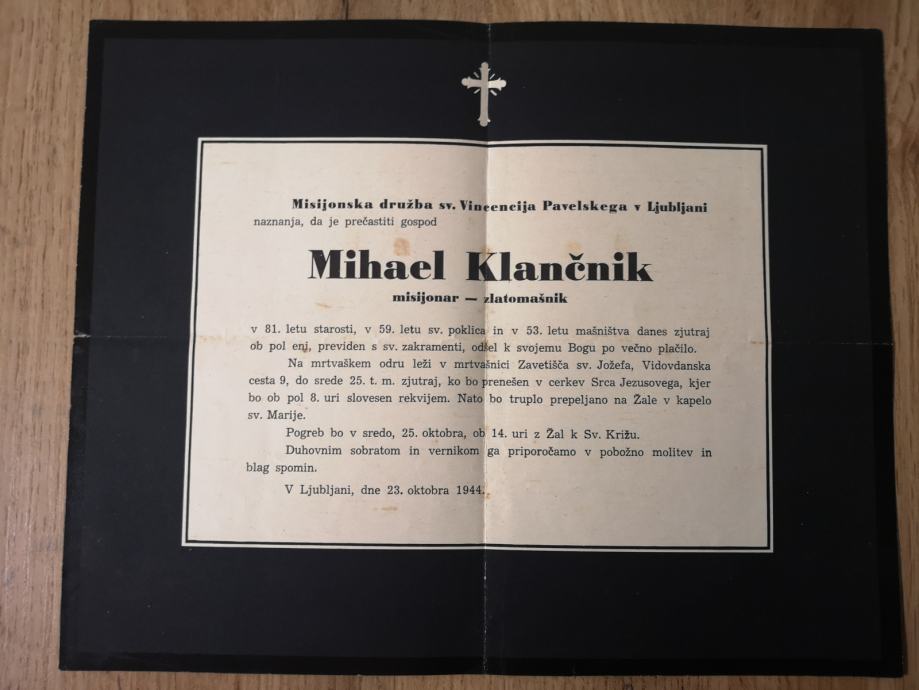 Misijonska družba sv. Vincencija Pavelskega v Ljubljani
naznanja, da je prečastiti gospod
Mihael Klančnik
misijonar — zlatomašnik
v 81. letu starosti, v 59. letu sv. poklica in v 53. letu mašništva danes zjutraj
ob pol eni, previden s sv. zakramenti, odšel k svojemu Bogu po večno plačilo.
Na mrtvaškem odru leži v mrtvašnici Zavetišča sv. Jožefa, Vidovdanska
cesta 9, do srede 25. t. m. zjutraj, ko bo prenešen v cerkev Srca Jezusovega, kjer
bo ob pol 8. uri slovesen rekvijem. Nato bo truplo prepeljano na Žale v kapelo
sv. Marije.
Pogreb bo v sredo, 25. oktobra, ob 14. uri z Žal k Sv. Križu.
Duhovnim sobratom in vernikom ga priporočamo v pobožno molitev in
blag spomin.
V Ljubljani, dne 23. oktobra 1944.